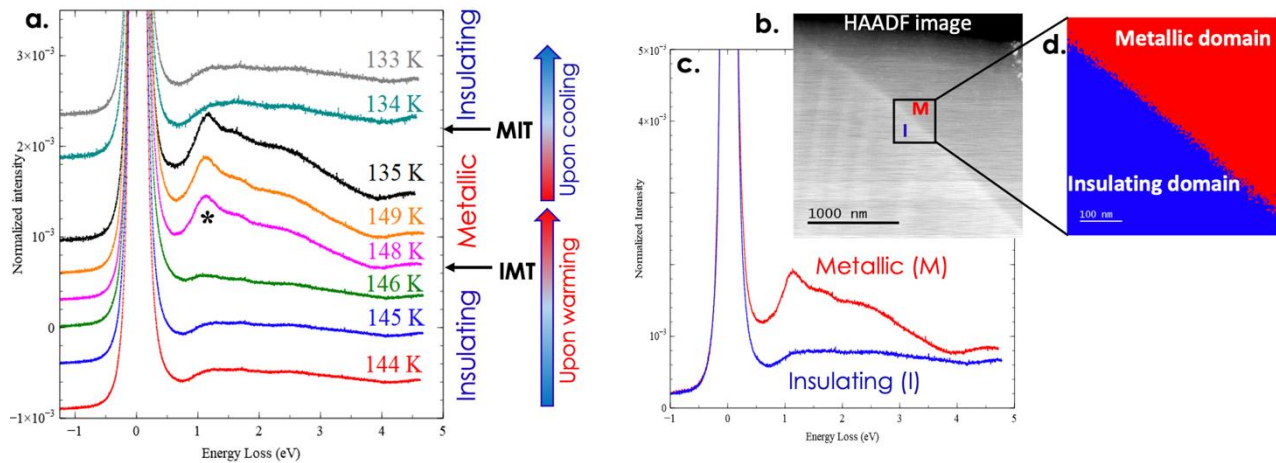 a.
3×10⁻³
2×10⁻³
1×10⁻³
0
−1×10⁻³
Normalized intensity
133 K
134 K
135 K
149 K
148 K
*
146 K
145 K
144 K
-1
0
1
2
3
4
5
Energy Loss (eV)
Insulating
Metallic
Insulating
MIT
IMT
Upon cooling
Upon warming
b.
HAADF image
M
I
1000 nm
c.
5×10⁻³
10⁻³
0
Normalized Intensity
Metallic (M)
Insulating (I)
-1
0
1
2
3
4
5
Energy Loss (eV)
d.
Metallic domain
Insulating domain
100 nm